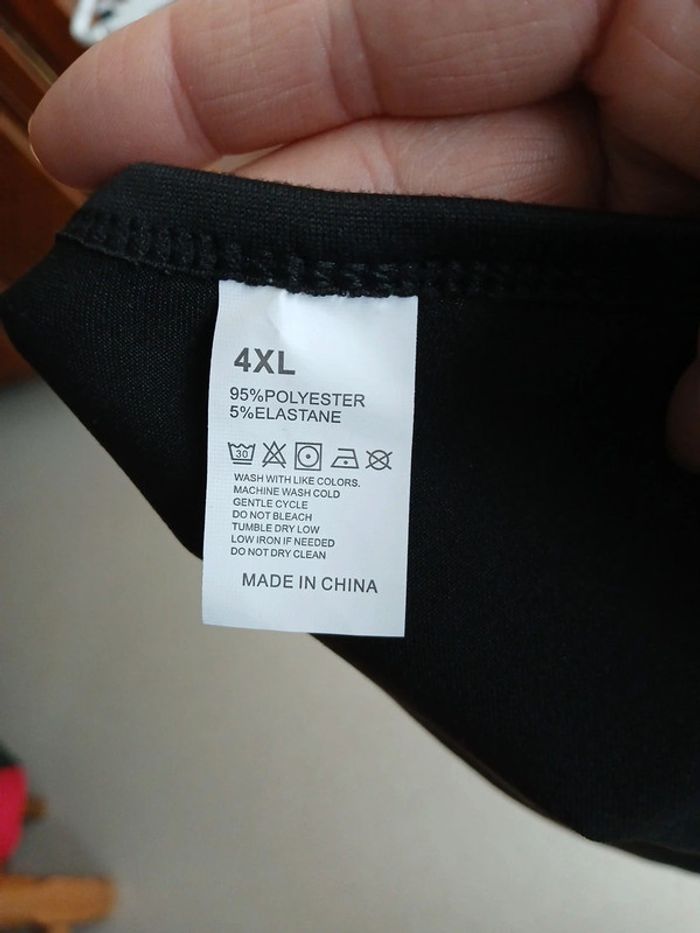 4XL
95%POLYESTER
5%ELASTANE
30
WASH WITH LIKE COLORS.
MACHINE WASH COLD
GENTLE CYCLE
DO NOT BLEACH
TUMBLE DRY LOW
LOW IRON IF NEEDED
DO NOT DRY CLEAN
MADE IN CHINA